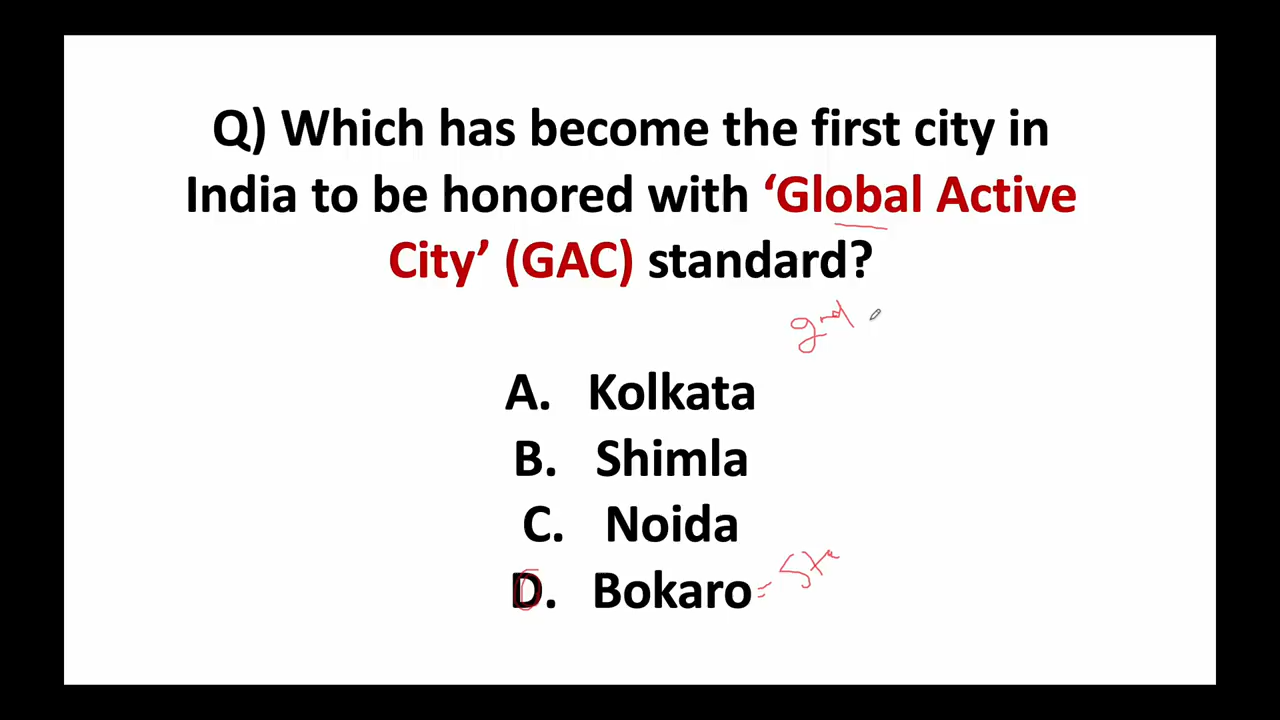 Q) Which has become the first city in
India to be honored with ‘Global Active
City’ (GAC) standard?
A. Kolkata
B. Shimla
C. Noida
D. Bokaro = Ste